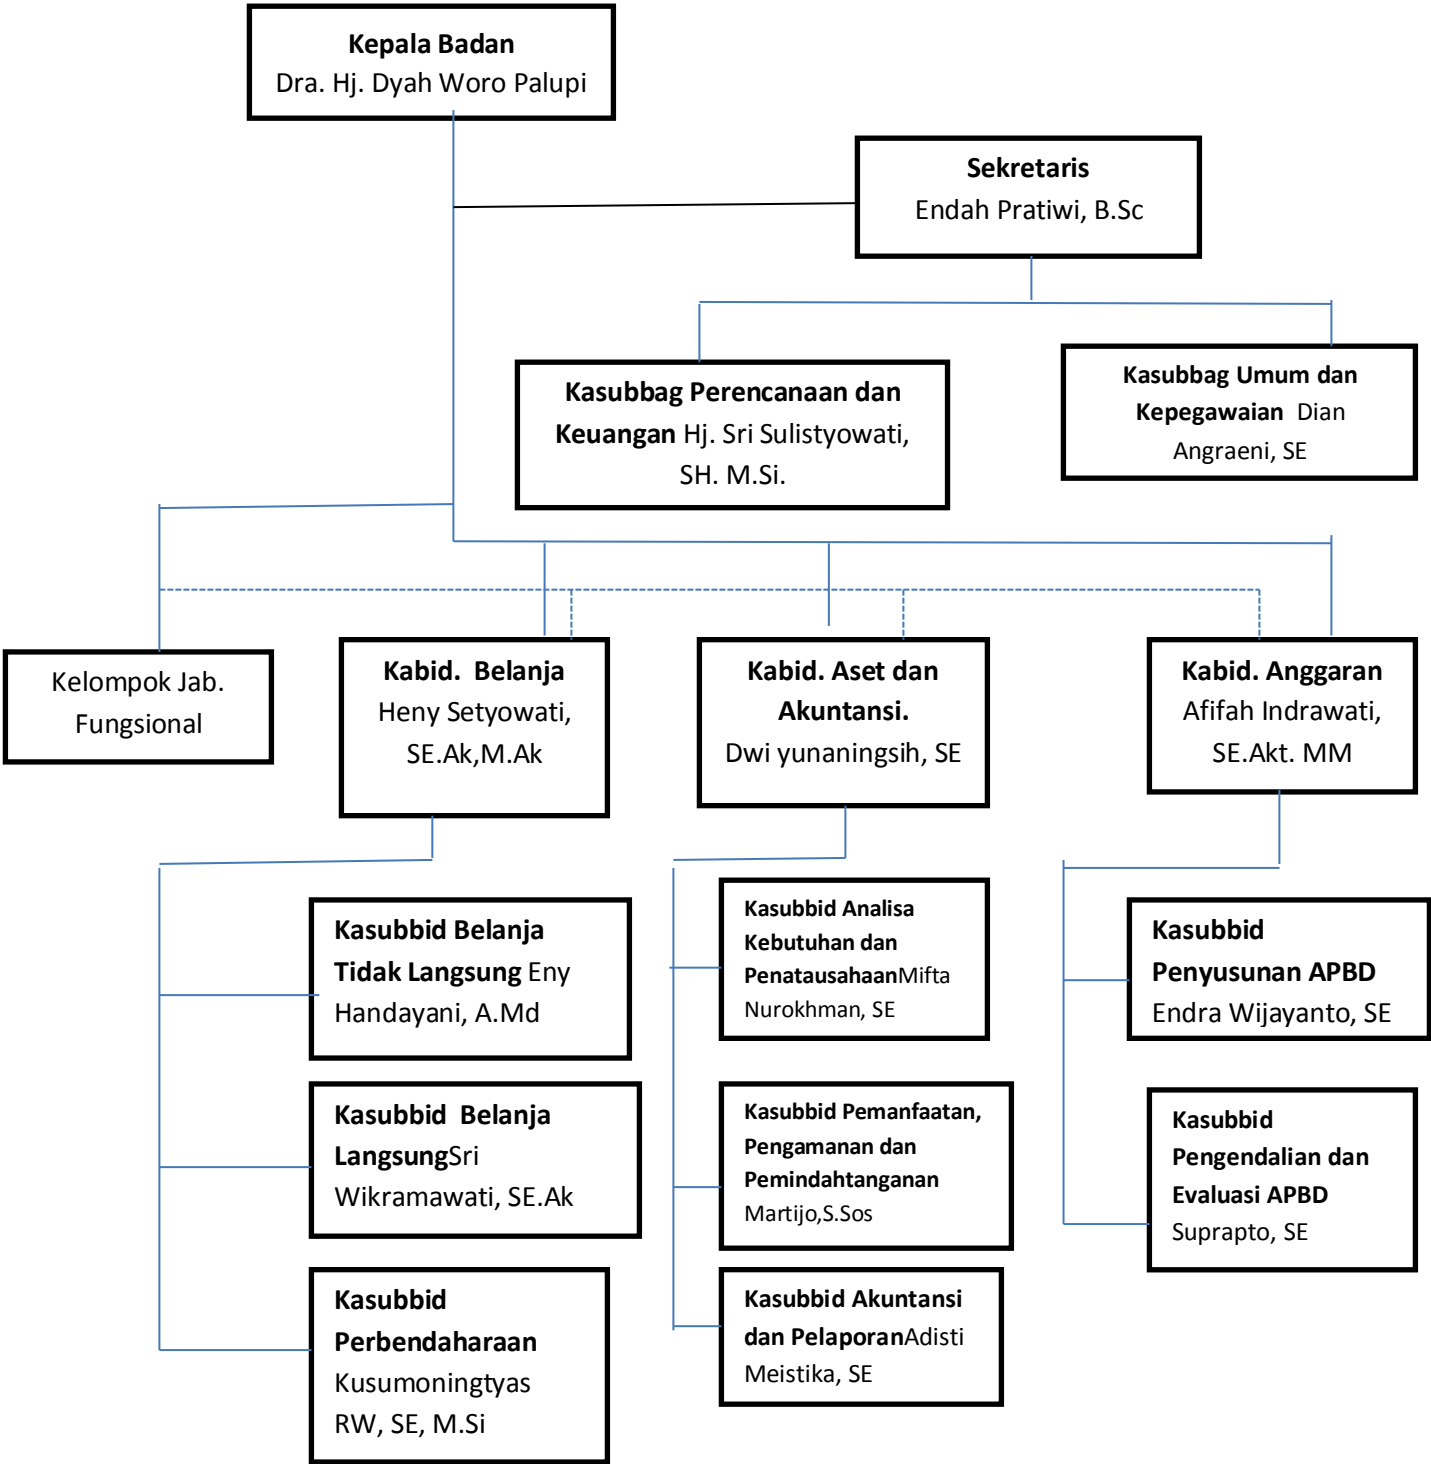 Kepala Badan
Dra. Hj. Dyah Woro Palupi
Sekretaris
Endah Pratiwi, B.Sc
Kasubbag Perencanaan dan
Keuangan Hj. Sri Sulistyowati,
SH. M.Si.
Kasubbag Umum dan
Kepegawaian  Dian
Angraeni, SE
Kelompok Jab.
Fungsional
Kabid.  Belanja
Heny Setyowati,
SE.Ak,M.Ak
Kabid. Aset dan
Akuntansi.
Dwi yunaningsih, SE
Kabid. Anggaran
Afifah Indrawati,
SE.Akt. MM
Kasubbid Belanja
Tidak Langsung Eny
Handayani, A.Md
Kasubbid  Belanja
LangsungSri
Wikramawati, SE.Ak
Kasubbid
Perbendaharaan
Kusumoningtyas
RW, SE, M.Si
Kasubbid Analisa
Kebutuhan dan
PenatausahaanMifta
Nurokhman, SE
Kasubbid Pemanfaatan,
Pengamanan dan
Pemindahtanganan
Martijo,S.Sos
Kasubbid Akuntansi
dan PelaporanAdisti
Meistika, SE
Kasubbid
Penyusunan APBD
Endra Wijayanto, SE
Kasubbid
Pengendalian dan
Evaluasi APBD
Suprapto, SE